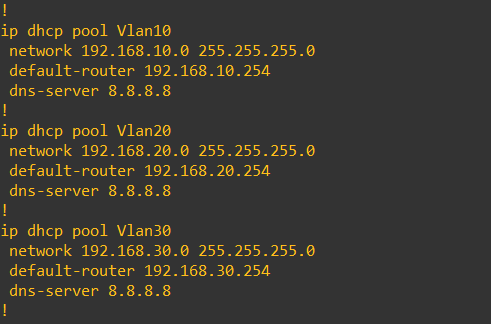 !
ip dhcp pool Vlan10
 network 192.168.10.0 255.255.255.0
 default-router 192.168.10.254
 dns-server 8.8.8.8
!
ip dhcp pool Vlan20
 network 192.168.20.0 255.255.255.0
 default-router 192.168.20.254
 dns-server 8.8.8.8
!
ip dhcp pool Vlan30
 network 192.168.30.0 255.255.255.0
 default-router 192.168.30.254
 dns-server 8.8.8.8
!